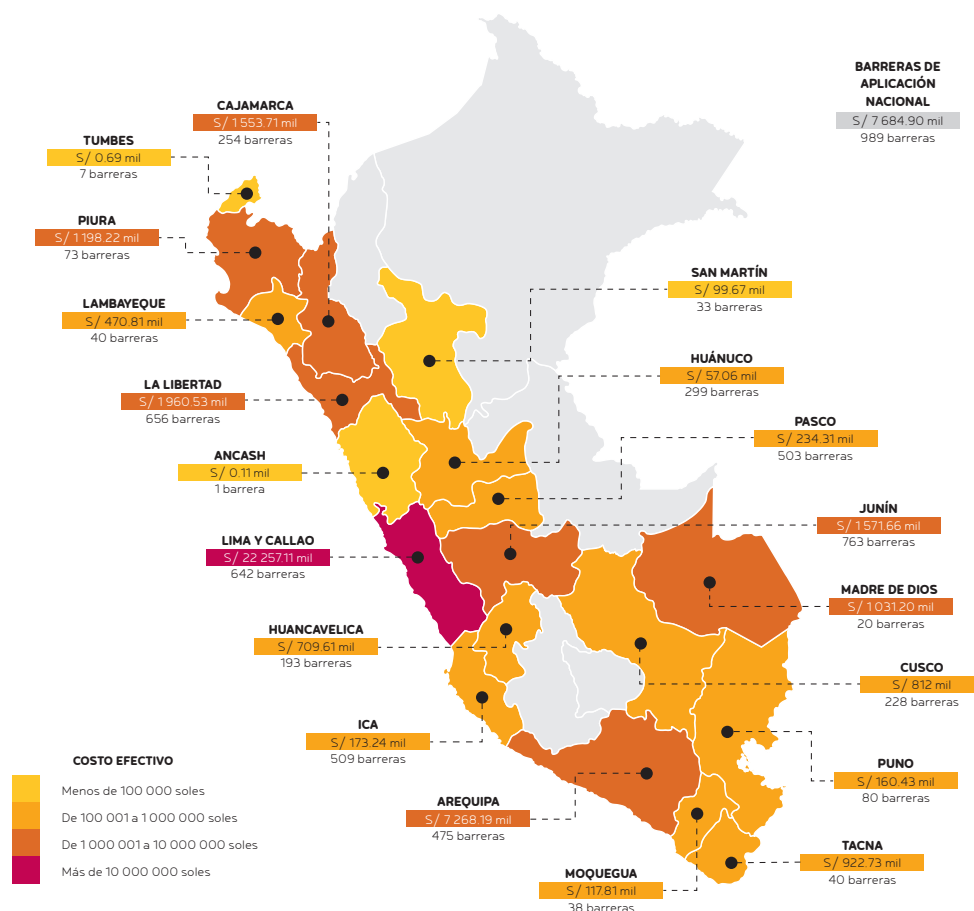 BARRERAS DE
APLICACIÓN
NACIONAL
S/ 7 684.90 mil
989 barreras
CAJAMARCA
S/ 1 553.71 mil
254 barreras
TUMBES
S/ 0.69 mil
7 barreras
PIURA
S/ 1 198.22 mil
73 barreras
LAMBAYEQUE
S/ 470.81 mil
40 barreras
LA LIBERTAD
S/ 1 960.53 mil
656 barreras
ANCASH
S/ 0.11 mil
1 barrera
LIMA Y CALLAO
S/ 22 257.11 mil
642 barreras
HUANCAVELICA
S/ 709.61 mil
193 barreras
ICA
S/ 173.24 mil
509 barreras
AREQUIPA
S/ 7 268.19 mil
475 barreras
MOQUEGUA
S/ 117.81 mil
38 barreras
SAN MARTÍN
S/ 99.67 mil
33 barreras
HUÁNUCO
S/ 57.06 mil
299 barreras
PASCO
S/ 234.31 mil
503 barreras
JUNÍN
S/ 1 571.66 mil
763 barreras
MADRE DE DIOS
S/ 1 031.20 mil
20 barreras
CUSCO
S/ 812 mil
228 barreras
PUNO
S/ 160.43 mil
80 barreras
TACNA
S/ 922.73 mil
40 barreras
COSTO EFECTIVO
Menos de 100 000 soles
De 100 001 a 1 000 000 soles
De 1 000 001 a 10 000 000 soles
Más de 10 000 000 soles